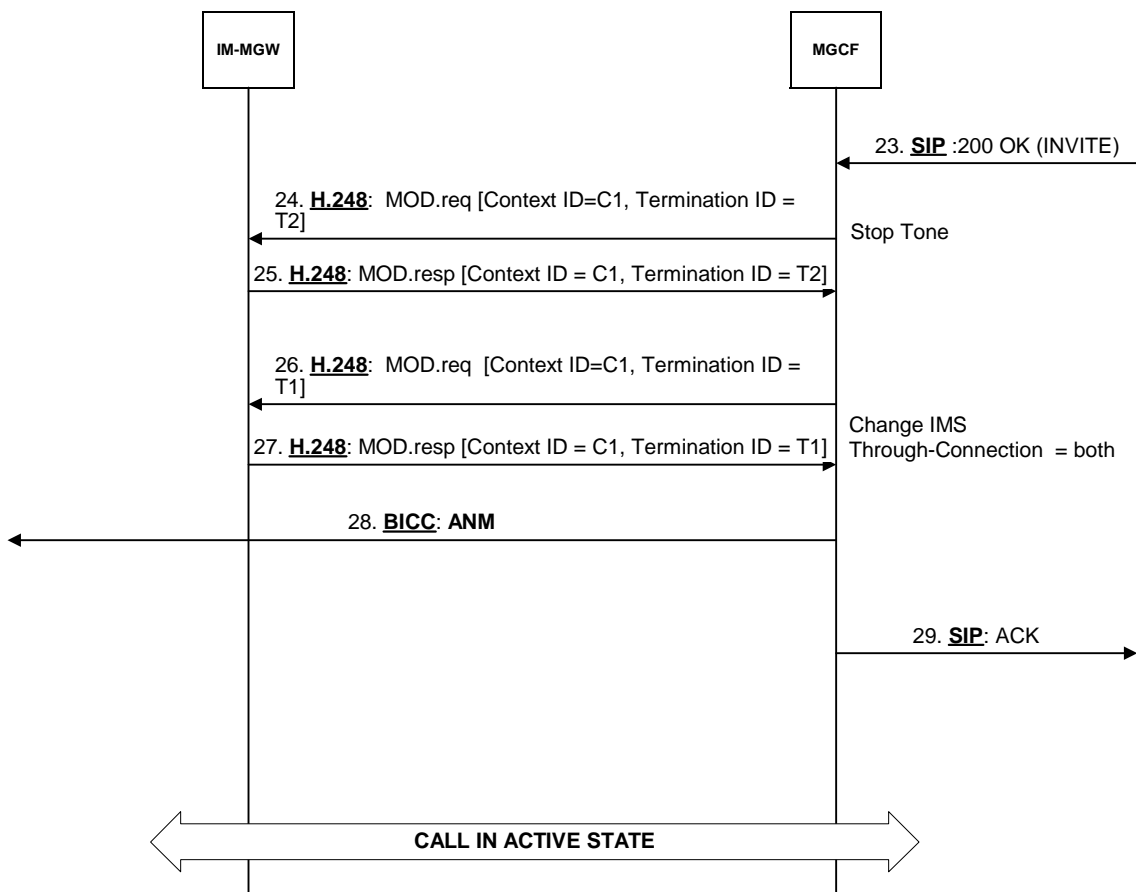 IM-MGW
MGCF
23. SIP :200 OK (INVITE)
24. H.248: MOD.req [Context ID=C1, Termination ID =
T2]
Stop Tone
25. H.248: MOD.resp [Context ID = C1, Termination ID = T2]
26. H.248: MOD.req [Context ID=C1, Termination ID =
T1]
Change IMS
Through-Connection = both
27. H.248: MOD.resp [Context ID = C1, Termination ID = T1]
28. BICC: ANM
29. SIP: ACK
CALL IN ACTIVE STATE